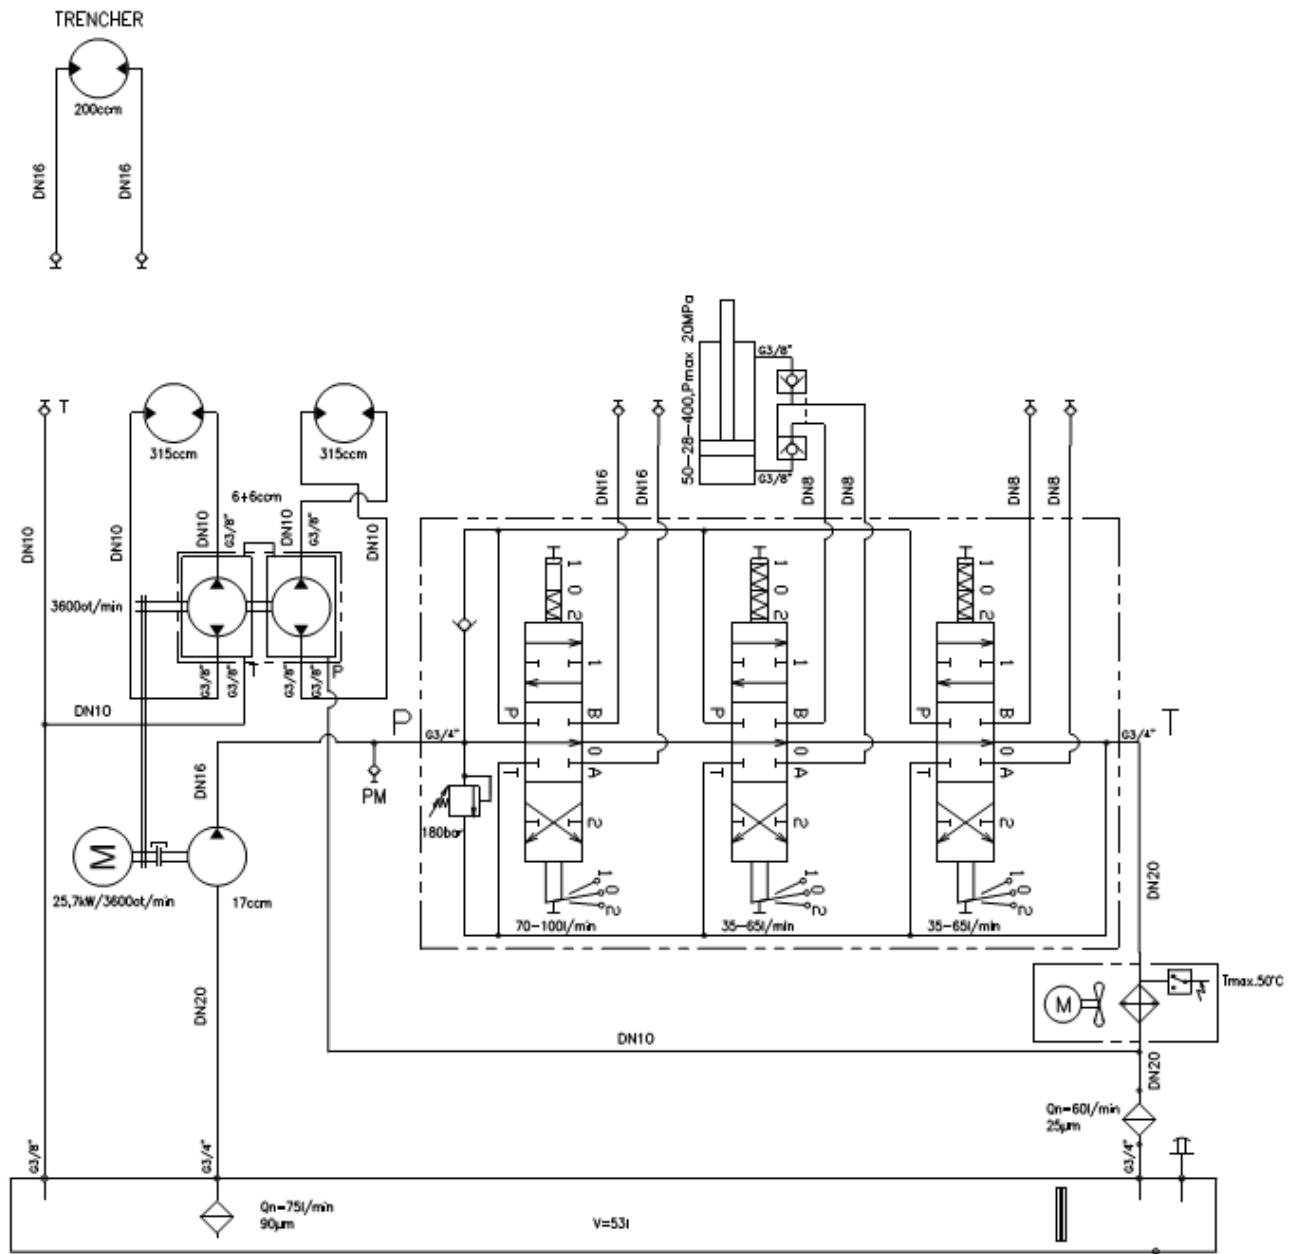 TRENCHER
200ccm
DN16
DN16
50-28-400,Pmax 20MPa
G3/8"
G3/8"
T
315ccm
315ccm
6+6ccm
DN10
DN10
DN10
G3/8"
DN10
G3/8"
DN10
DN16
DN16
DN8
DN8
DN8
DN8
3600ot/min
G3/8"
G3/8"
T
G3/8"
G3/8"
P
DN10
1
0
2
1
0
2
1
0
2
1
1
1
P
B
P
B
P
B
P
G3/4"
0
0
0
G3/4"
T
T
A
T
A
T
A
DN16
PM
180bar
2
2
2
M
25,7kW/3600ot/min
17ccm
1
0
2
1
0
2
1
0
2
70-100l/min
35-65l/min
35-65l/min
DN20
DN20
M
Tmax.50°C
DN10
DN20
Qn=60l/min
25µm
G3/8"
G3/4"
G3/4"
Qn=75l/min
90µm
V=53l